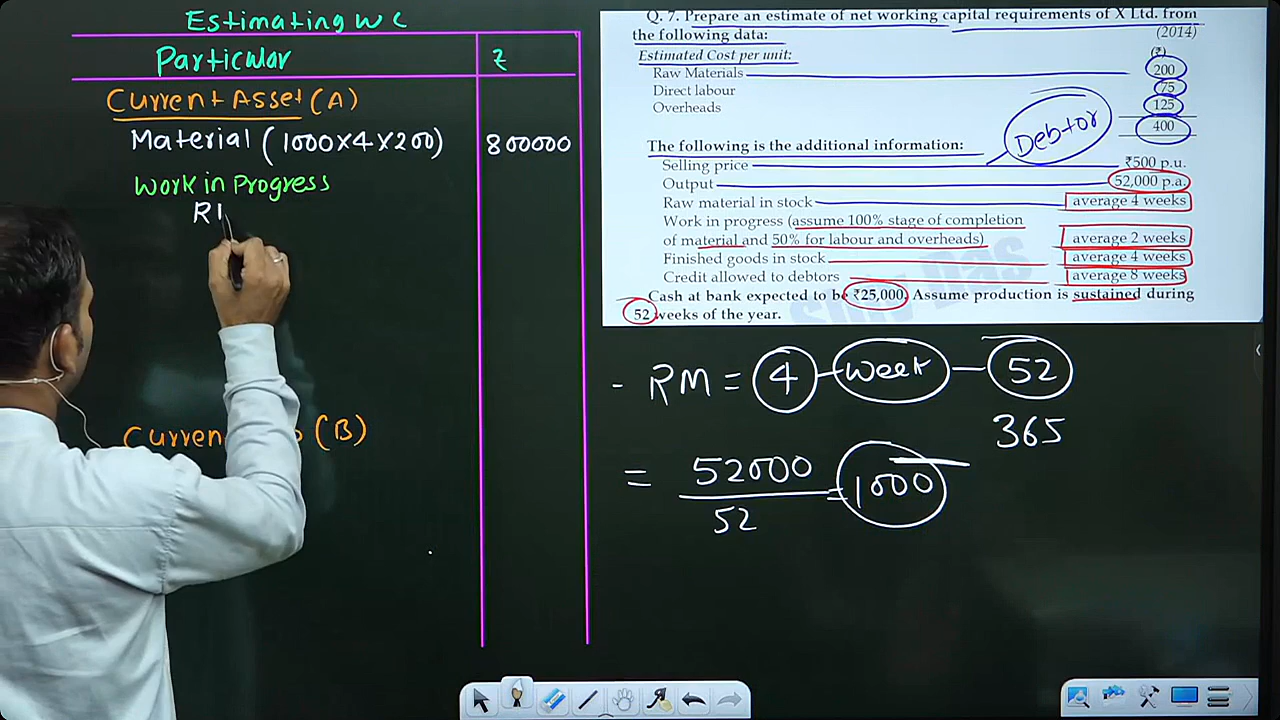 Estimating WC
Particular ₹
Current Asset (A)
Material (1000×4×200) 800000
Work in Progress
R
Curren (B)
Q. 7. Prepare an estimate of net working capital requirements of X Ltd. from
the following data: (2014)
Estimated Cost per unit: (₹)
Raw Materials 200
Direct labour 75
Overheads 125
400
Debtor
The following is the additional information:
Selling price ₹500 p.u.
Output 52,000 p.a.
Raw material in stock average 4 weeks
Work in progress (assume 100% stage of completion
of material and 50% for labour and overheads) average 2 weeks
Finished goods in stock average 4 weeks
Credit allowed to debtors average 8 weeks
Cash at bank expected to be ₹25,000. Assume production is sustained during
52 weeks of the year.
- RM = 4 - Week - 52
365
= 52000 / 52 = 1000